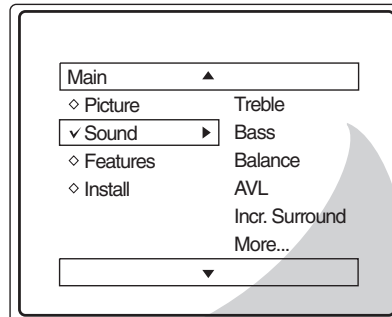 Main
Picture
Sound
Features
Install
Treble
Bass
Balance
AVL
Incr. Surround
More...